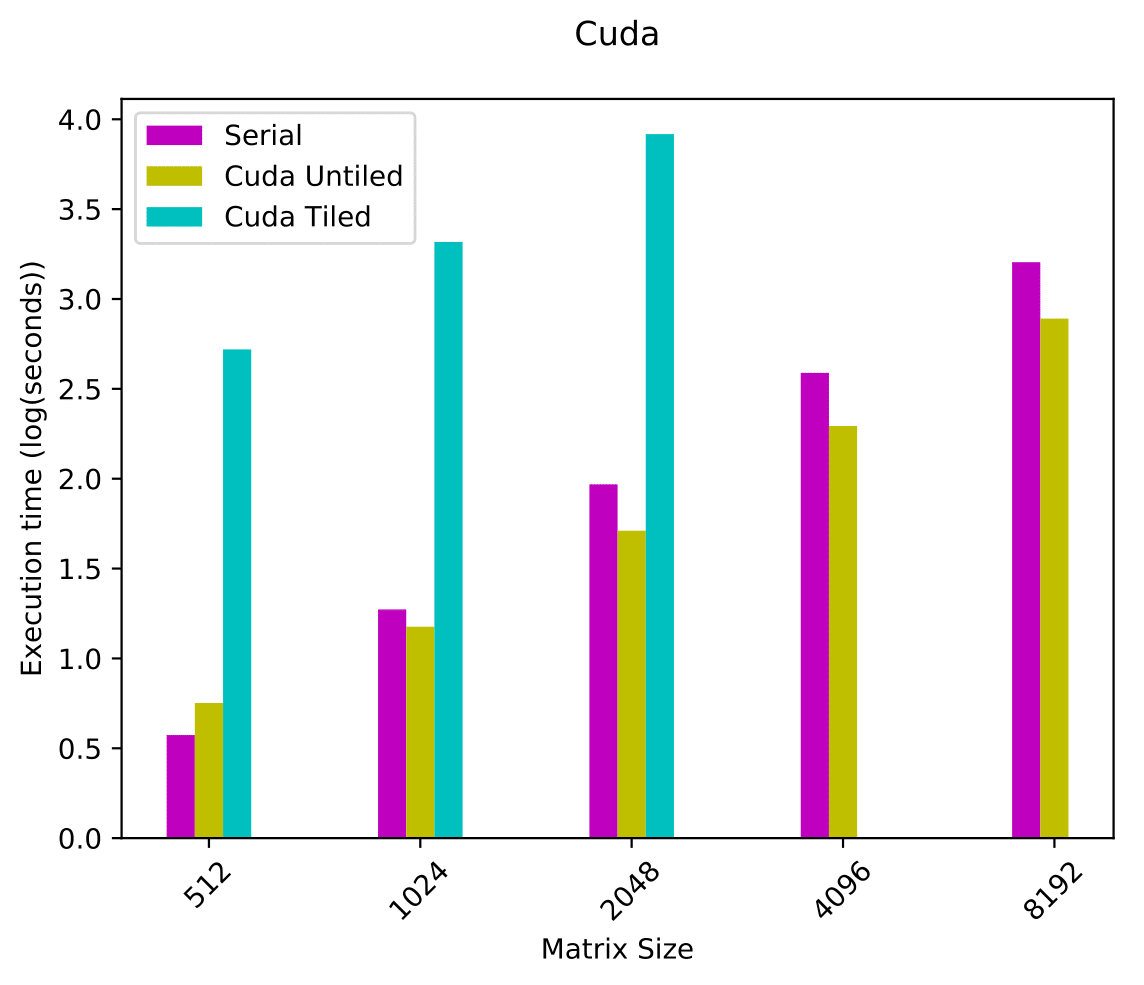 Cuda
Serial
Cuda Untiled
Cuda Tiled
4.0
3.5
3.0
2.5
2.0
1.5
1.0
0.5
0.0
Execution time (log(seconds))
512
1024
2048
4096
8192
Matrix Size